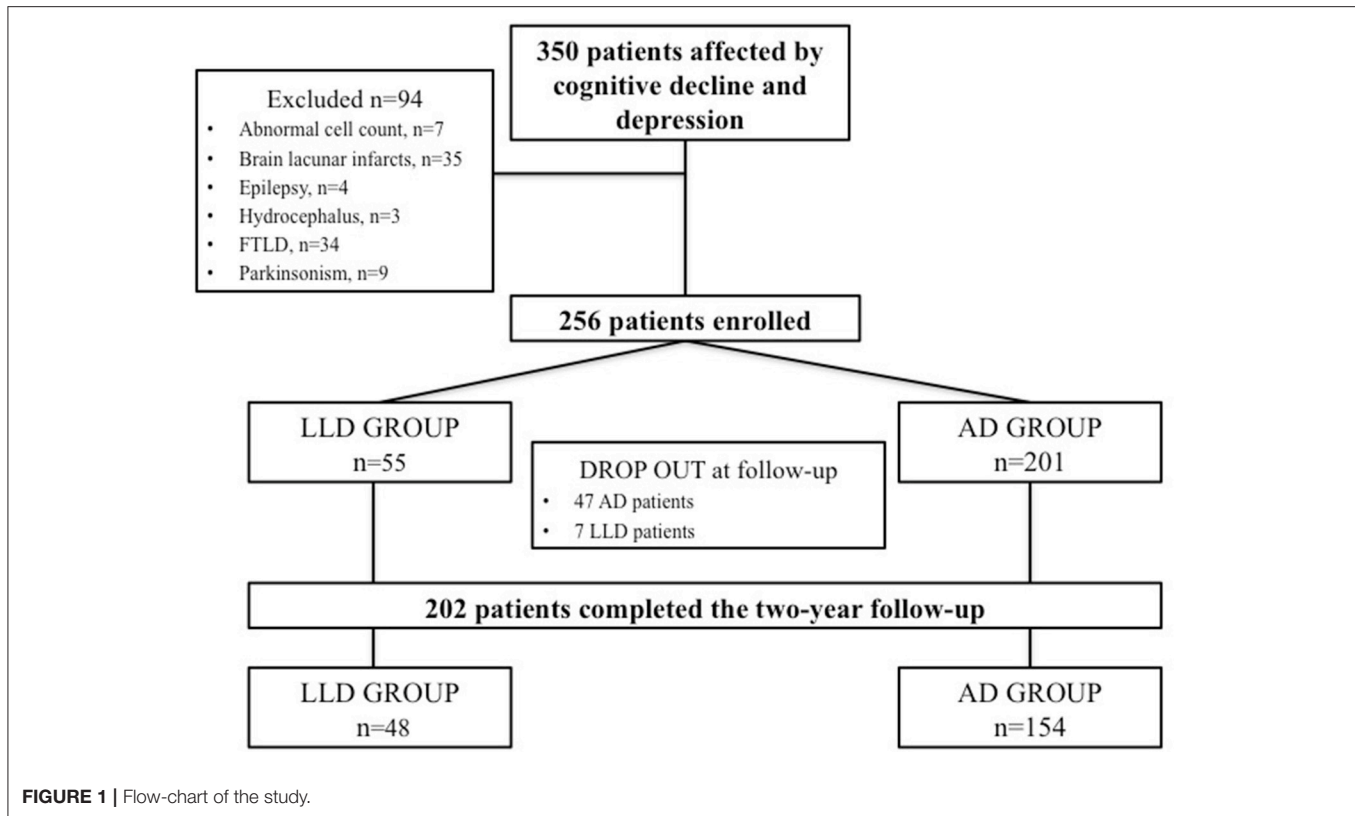 350 patients affected by
cognitive decline and
depression
Excluded n=94
• Abnormal cell count, n=7
• Brain lacunar infarcts, n=35
• Epilepsy, n=4
• Hydrocephalus, n=3
• FTLD, n=34
• Parkinsonism, n=9
256 patients enrolled
LLD GROUP
n=55
AD GROUP
n=201
DROP OUT at follow-up
• 47 AD patients
• 7 LLD patients
202 patients completed the two-year follow-up
LLD GROUP
n=48
AD GROUP
n=154
FIGURE 1 | Flow-chart of the study.